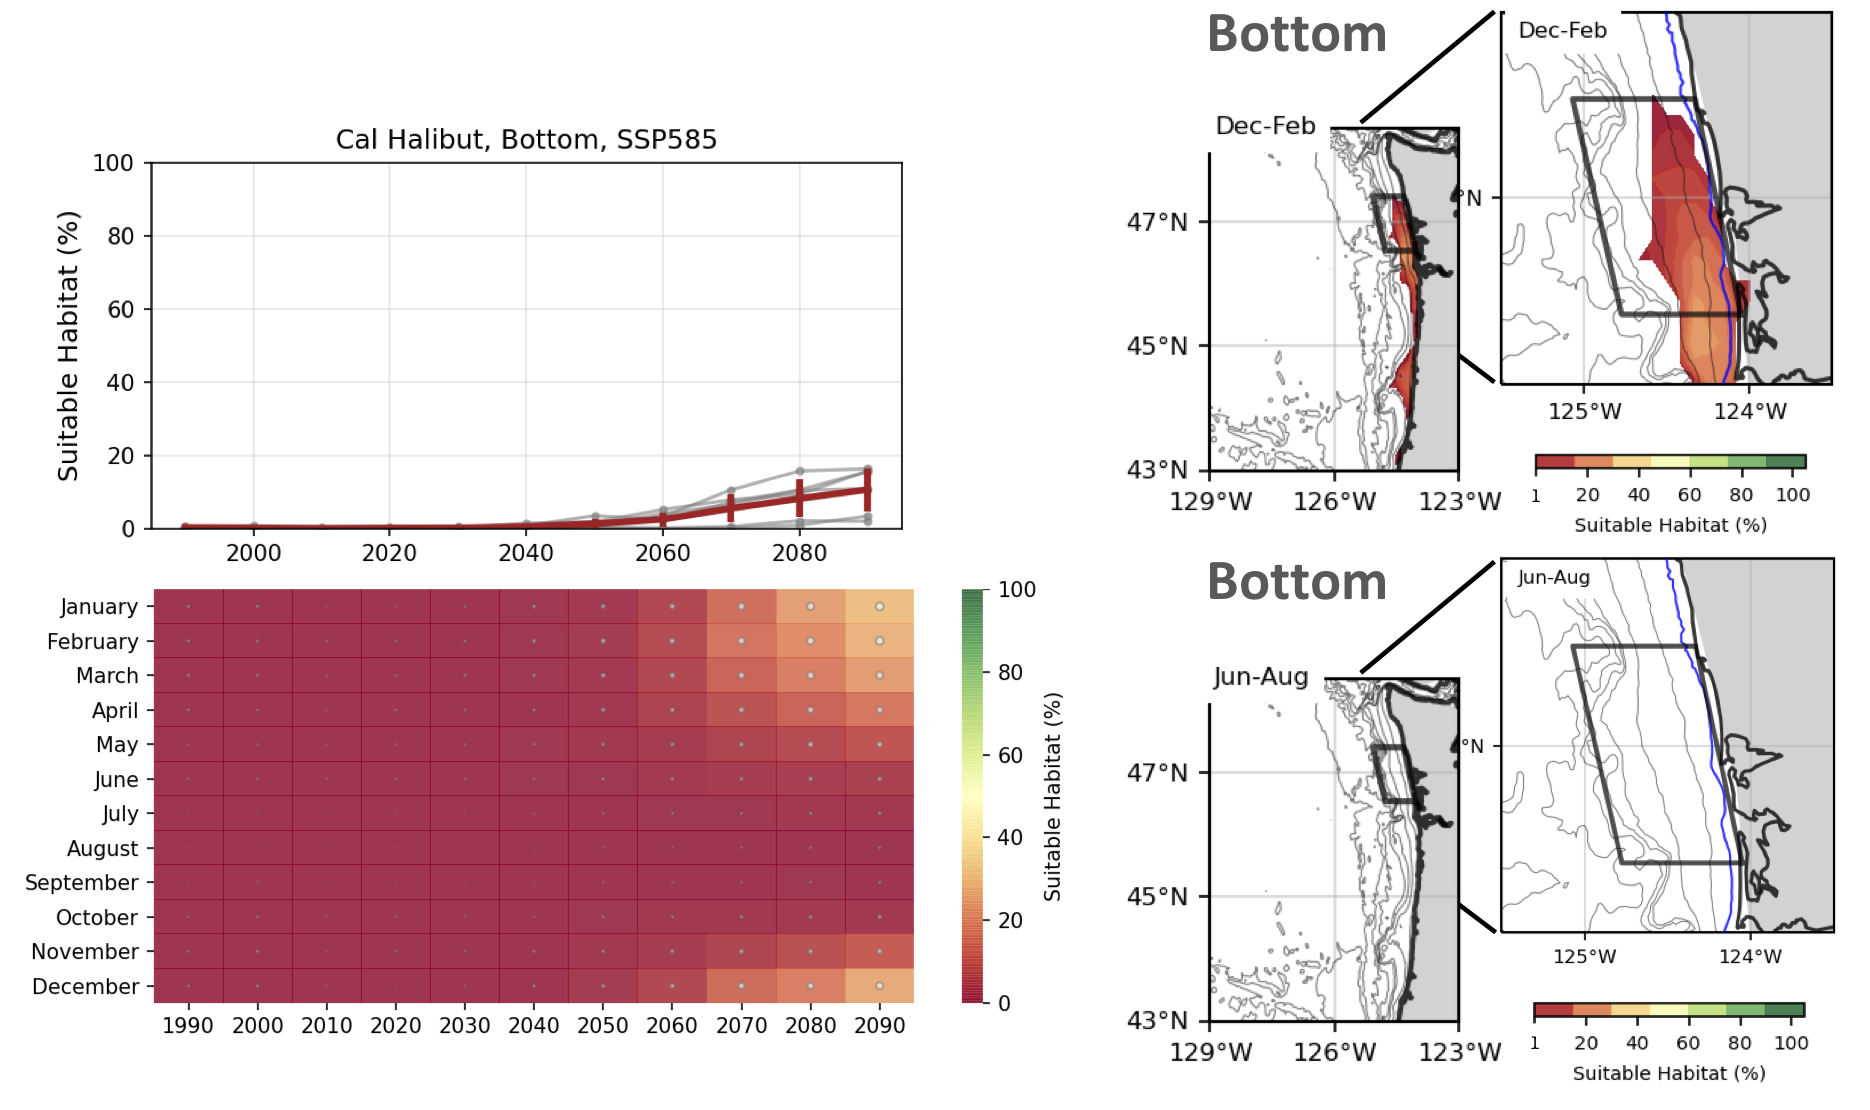 Cal Halibut, Bottom, SSP585
Suitable Habitat (%)
100
80
60
40
20
0
2000
2020
2040
2060
2080
January
February
March
April
May
June
July
August
September
October
November
December
1990
2000
2010
2020
2030
2040
2050
2060
2070
2080
2090
100
80
60
40
20
0
Suitable Habitat (%)
Bottom
Dec-Feb
47°N
45°N
43°N
129°W
126°W
123°W
Dec-Feb
°N
125°W
124°W
1
20
40
60
80
100
Suitable Habitat (%)
Bottom
Jun-Aug
47°N
45°N
43°N
129°W
126°W
123°W
Jun-Aug
°N
125°W
124°W
1
20
40
60
80
100
Suitable Habitat (%)